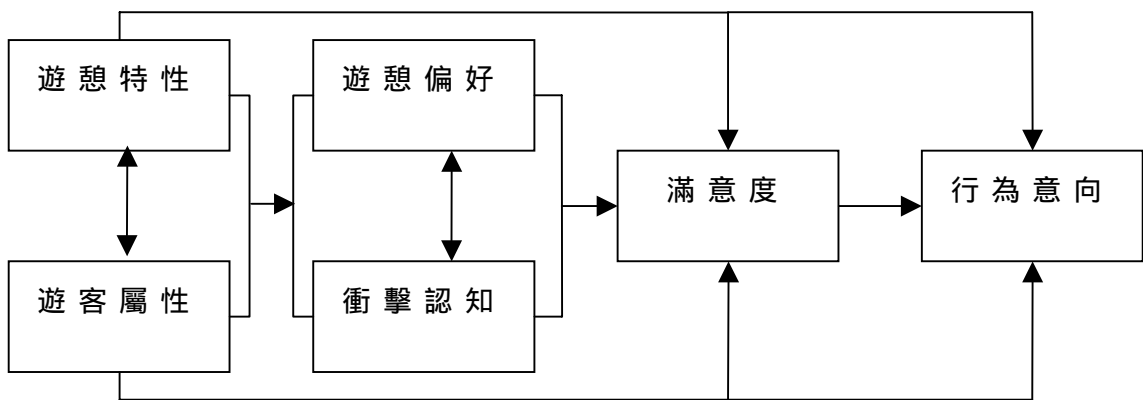 遊憩特性
遊憩偏好
滿意度
行為意向
遊客屬性
衝擊認知